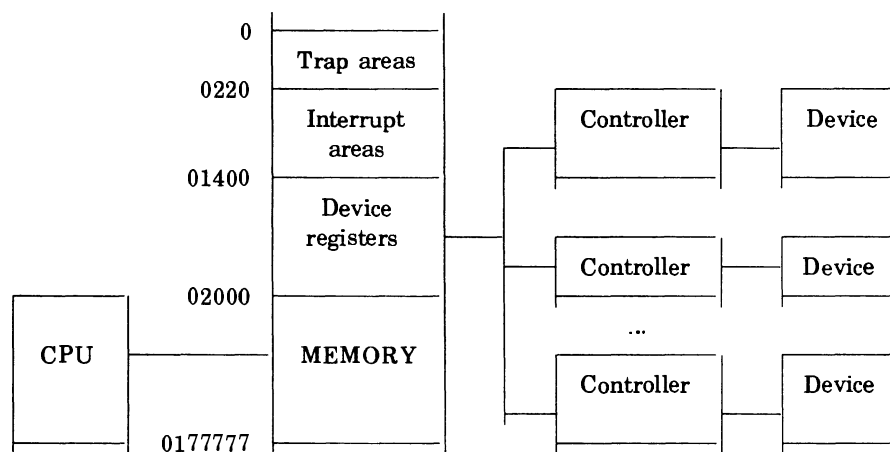 0
Trap areas
0220
Interrupt
areas
Controller
Device
01400
Device
registers
Controller
Device
02000
...
CPU
MEMORY
Controller
Device
0177777